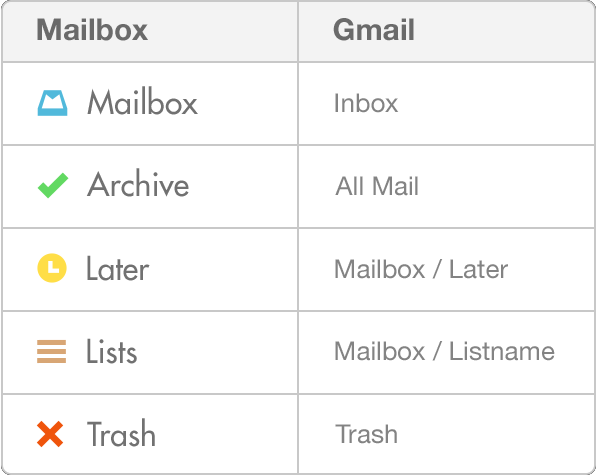 Mailbox Gmail
Mailbox Inbox
Archive All Mail
Later Mailbox / Later
Lists Mailbox / Listname
Trash Trash